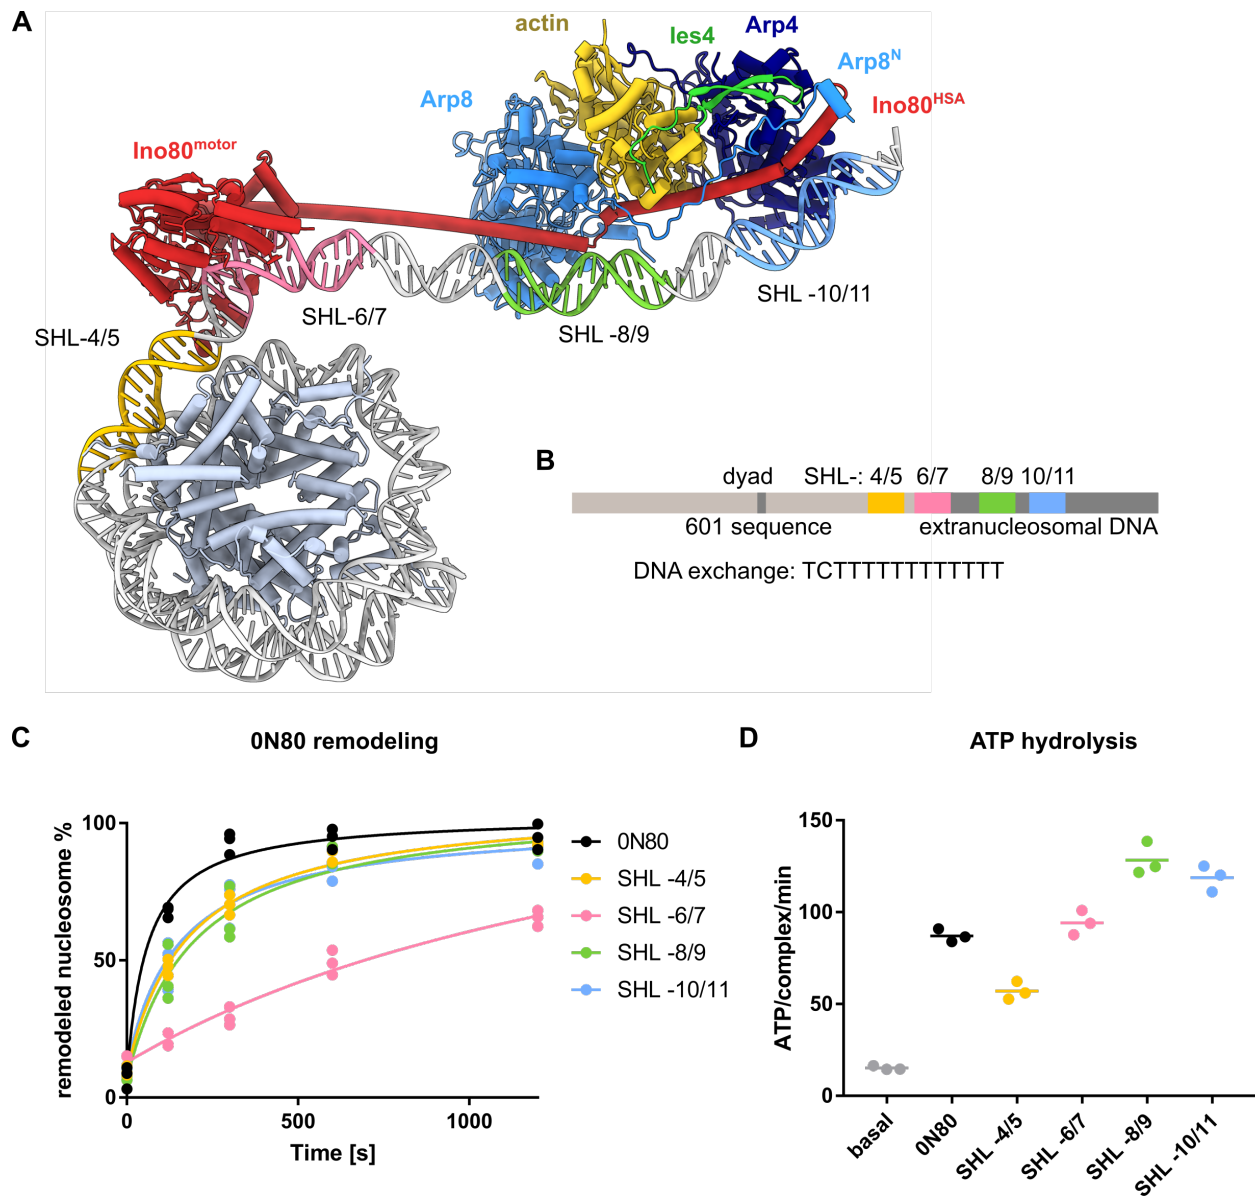 A
actin
Ies4
Arp4
Arp8
Arp8N
Ino80HSA
Ino80motor
SHL-4/5
SHL-6/7
SHL -8/9
SHL -10/11
B
dyad SHL-: 4/5 6/7 8/9 10/11
601 sequence extranucleosomal DNA
DNA exchange: TCTTTTTTTTTTTT
C
0N80 remodeling
remodeled nucleosome %
100
50
0
0 500 1000
Time [s]
0N80
SHL -4/5
SHL -6/7
SHL -8/9
SHL -10/11
D
ATP hydrolysis
ATP/complex/min
150
100
50
0
basal
0N80
SHL -4/5
SHL -6/7
SHL -8/9
SHL -10/11